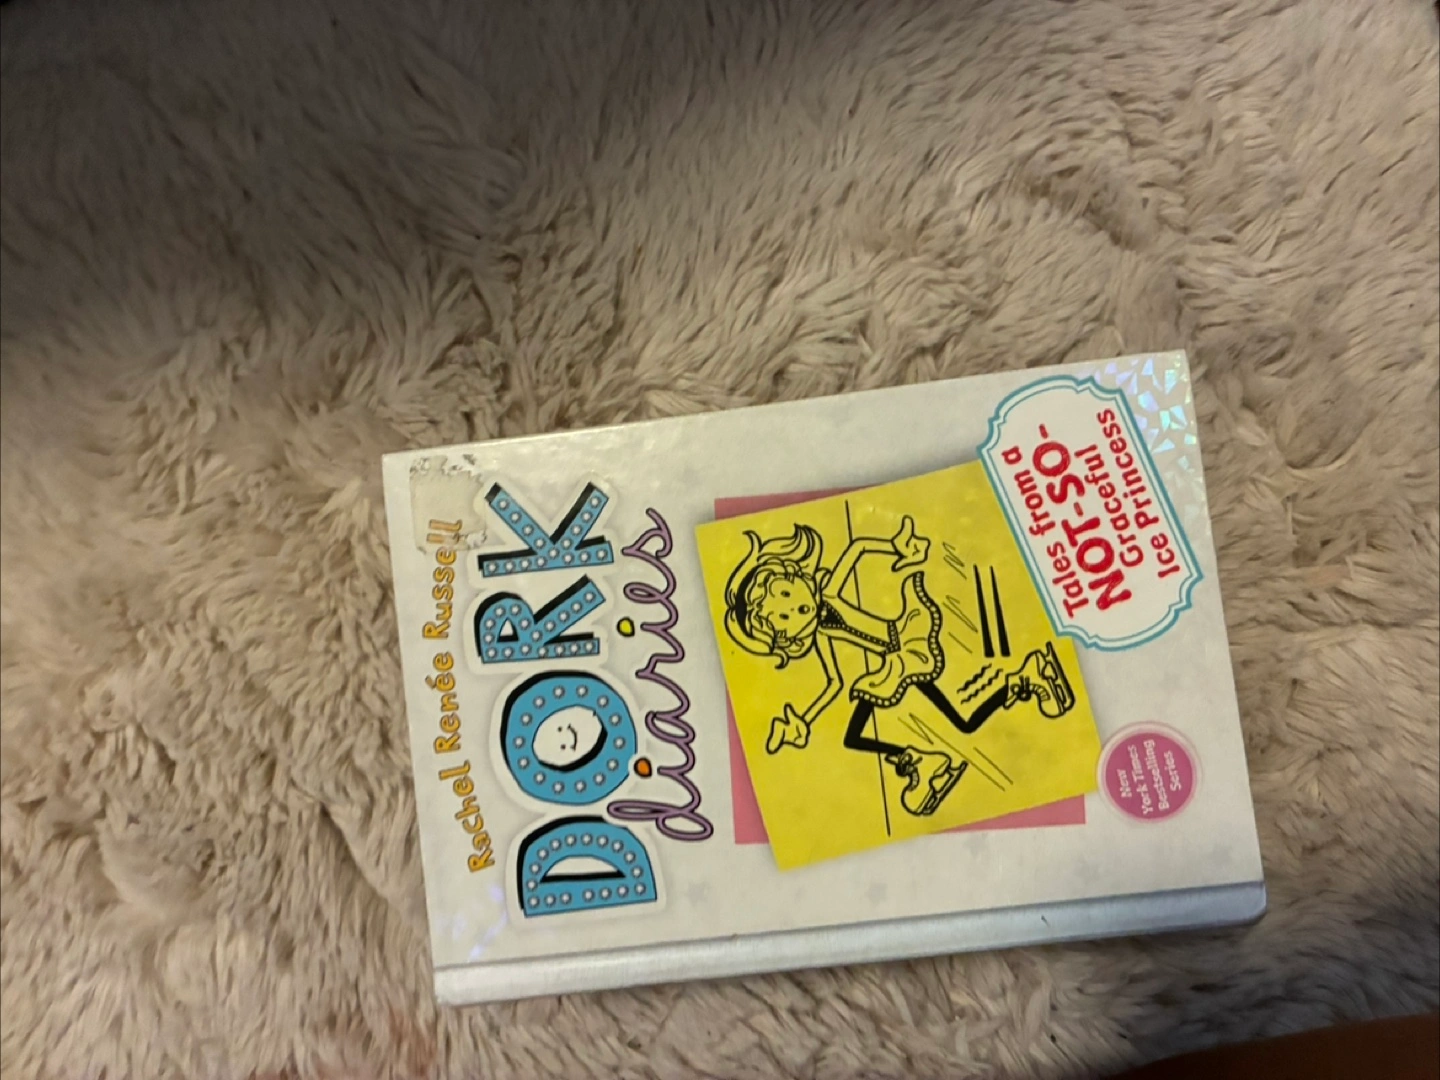 Rachel Renée Russell
DORK
diaries
Tales from a
NOT-SO-
Graceful
Ice Princess
New
York Times
Bestselling
Series